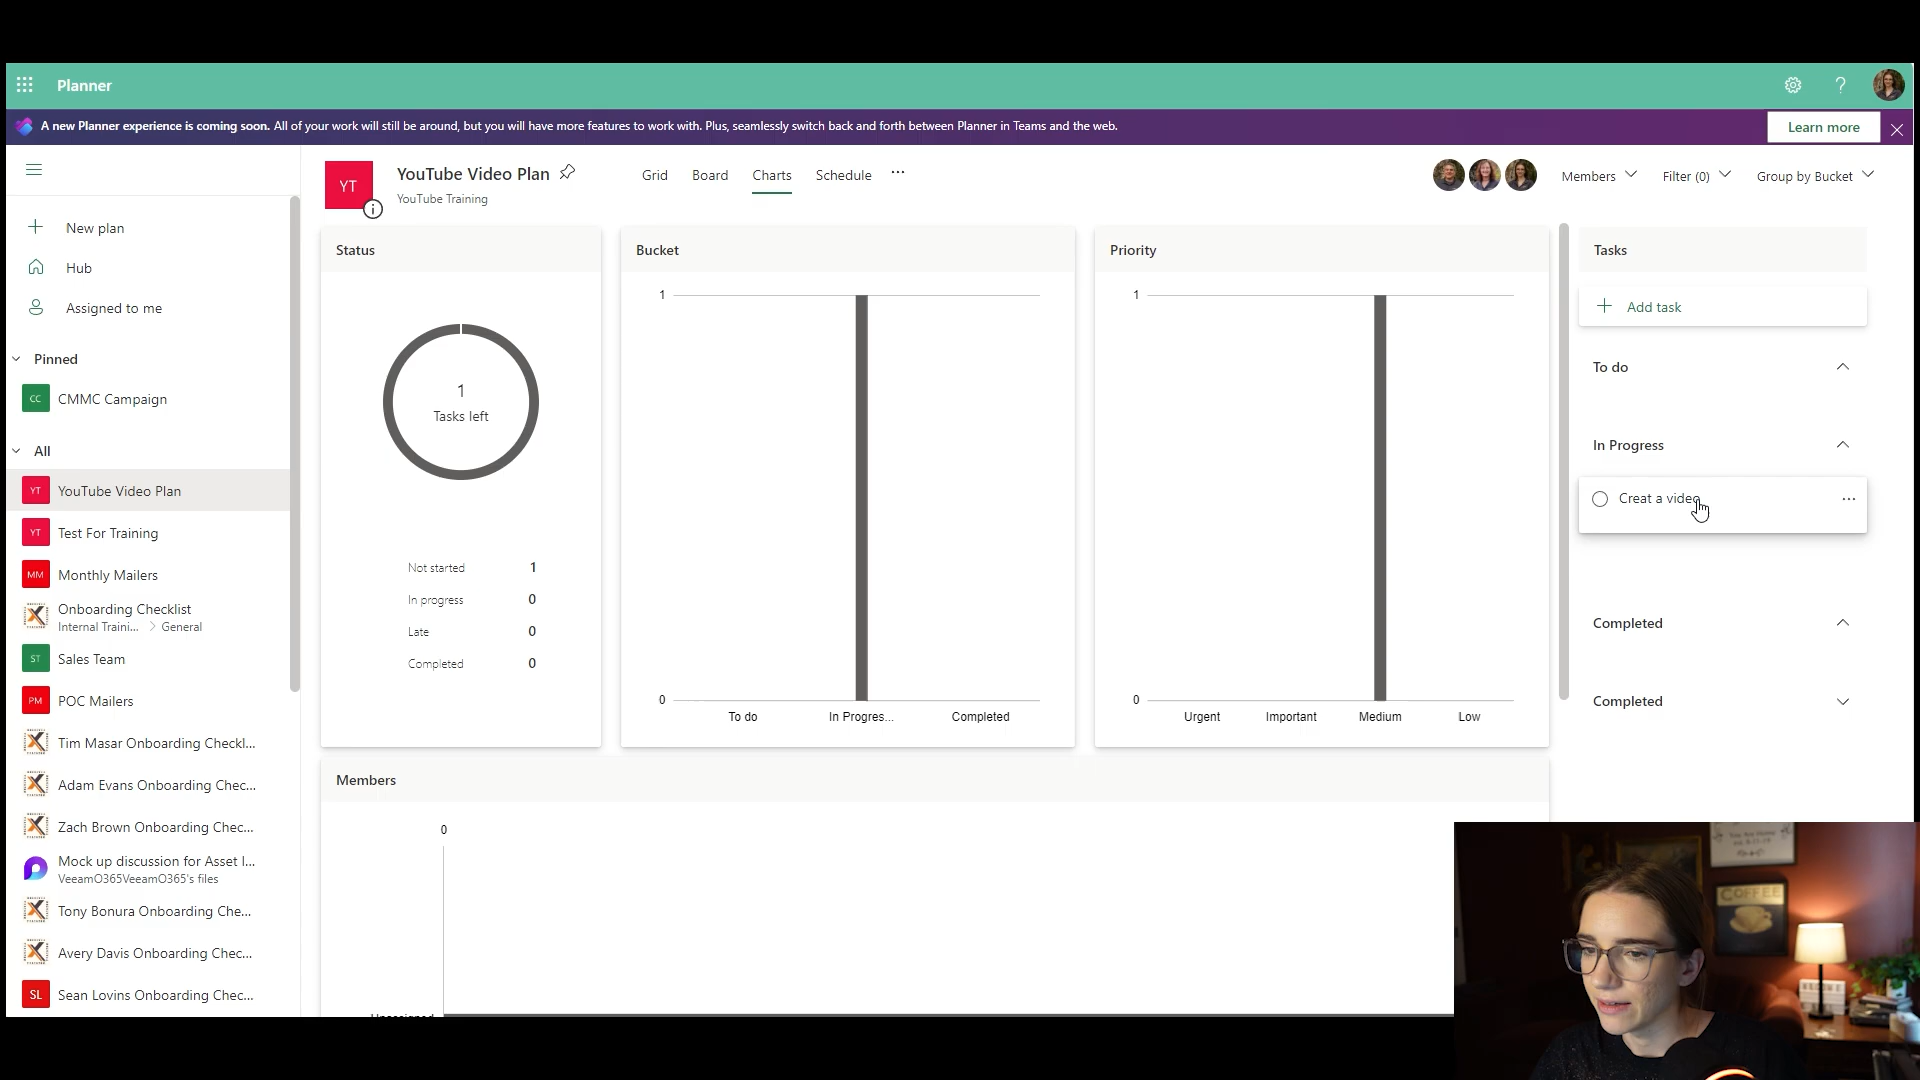 Planner
A new Planner experience is coming soon. All of your work will still be around, but you will have more features to work with. Plus, seamlessly switch back and forth between Planner in Teams and the web.
Learn more
YT
YouTube Video Plan
YouTube Training
Grid
Board
Charts
Schedule
Members
Filter (0)
Group by Bucket
New plan
Hub
Assigned to me
Pinned
CC
CMMC Campaign
All
YT
YouTube Video Plan
YT
Test For Training
MM
Monthly Mailers
Onboarding Checklist
Internal Traini... > General
ST
Sales Team
PM
POC Mailers
Tim Masar Onboarding Checkl...
Adam Evans Onboarding Chec...
Zach Brown Onboarding Chec...
Mock up discussion for Asset I...
VeeamO365VeeamO365's files
Tony Bonura Onboarding Che...
Avery Davis Onboarding Chec...
SL
Sean Lovins Onboarding Chec...
Status
1
Tasks left
Not started 1
In progress 0
Late 0
Completed 0
Bucket
1
0
To do
In Progres...
Completed
Priority
1
0
Urgent
Important
Medium
Low
Members
0
Tasks
Add task
To do
In Progress
Creat a video
Completed
Completed
COFFEE